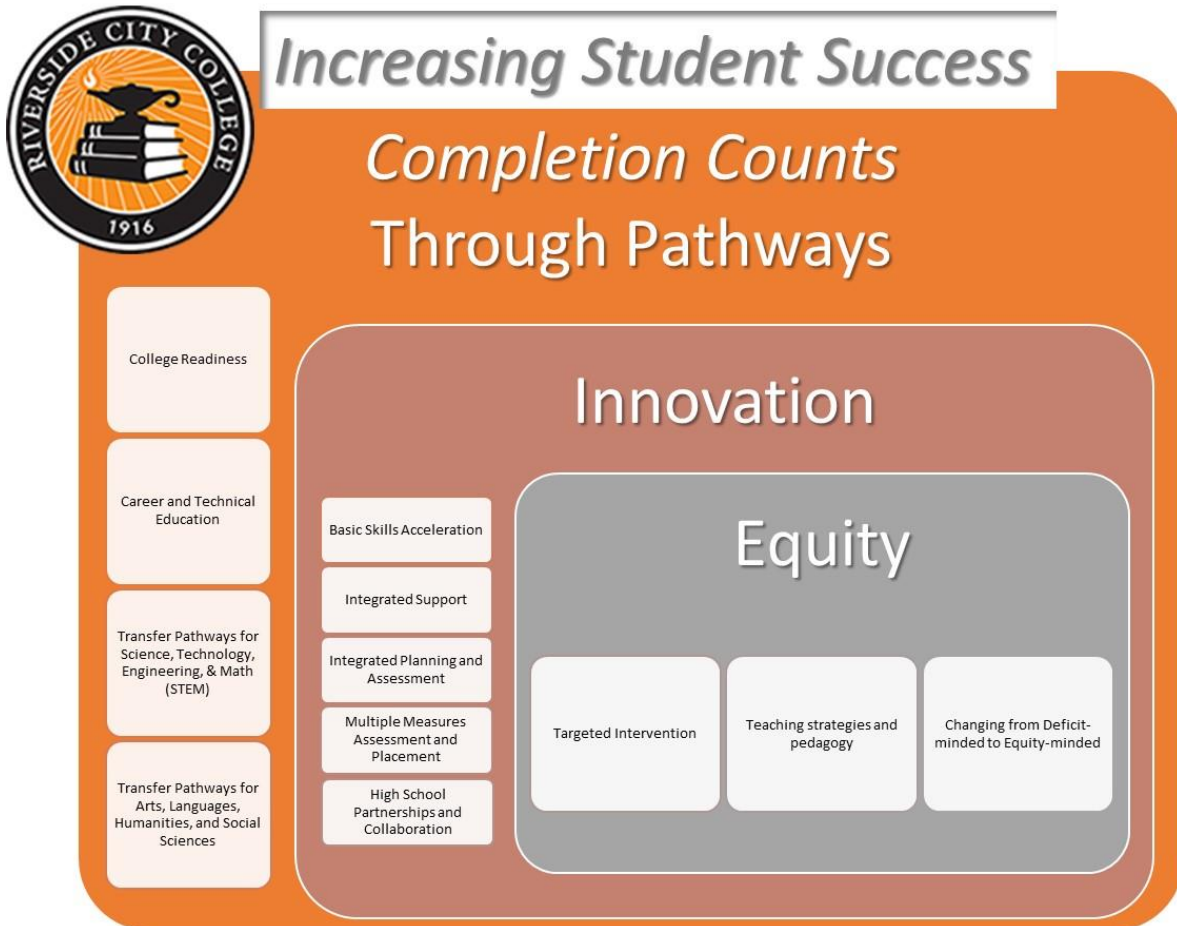 RIVERSIDE CITY COLLEGE
1916
Increasing Student Success
Completion Counts
Through Pathways
College Readiness
Career and Technical
Education
Transfer Pathways for
Science, Technology,
Engineering, & Math
(STEM)
Transfer Pathways for
Arts, Languages,
Humanities, and Social
Sciences
Innovation
Basic Skills Acceleration
Integrated Support
Integrated Planning and
Assessment
Multiple Measures
Assessment and
Placement
High School
Partnerships and
Collaboration
Equity
Targeted Intervention
Teaching strategies and
pedagogy
Changing from Deficit-
minded to Equity-minded